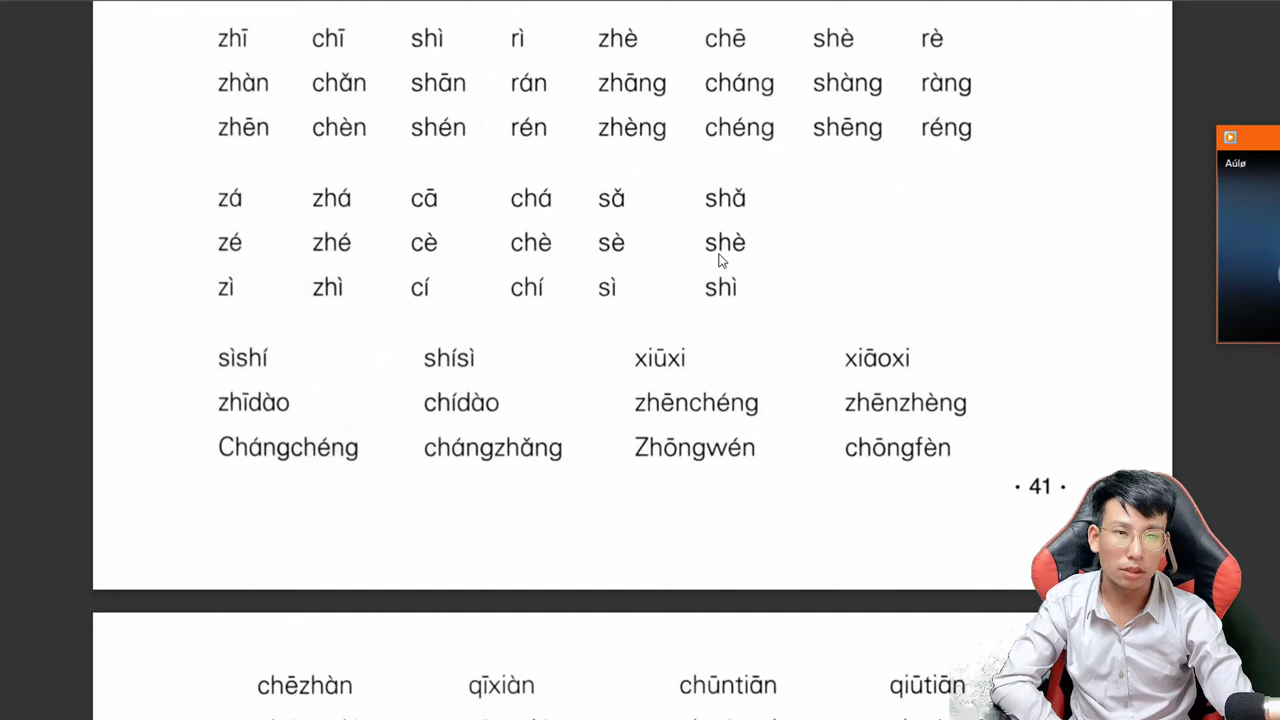 zhī chī shì rì zhè chē shè rè
zhàn chǎn shān rán zhāng cháng shàng ràng
zhēn chèn shén rén zhèng chéng shēng réng
zá zhá cā chá sǎ shǎ
zé zhé cè chè sè shè
zì zhì cí chí sì shì
sìshí shísì xiūxi xiāoxi
zhīdào chídào zhēnchéng zhēnzhèng
Chángchéng chángzhǎng Zhōngwén chōngfèn
· 41 ·
chēzhàn qīxiàn chūntiān qiūtiān
Aúlø